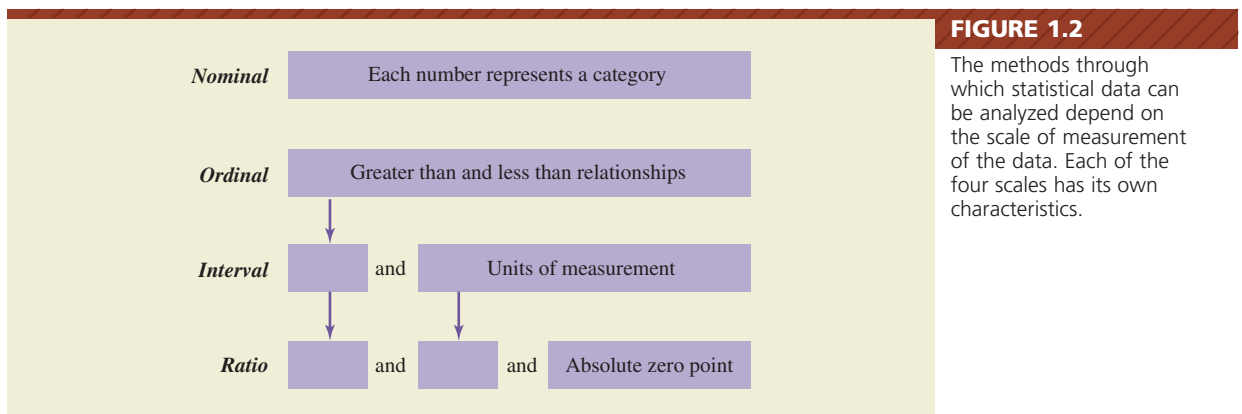 Nominal Each number represents a category
Ordinal Greater than and less than relationships
Interval and Units of measurement
Ratio and and Absolute zero point
FIGURE 1.2
The methods through
which statistical data can
be analyzed depend on
the scale of measurement
of the data. Each of the
four scales has its own
characteristics.